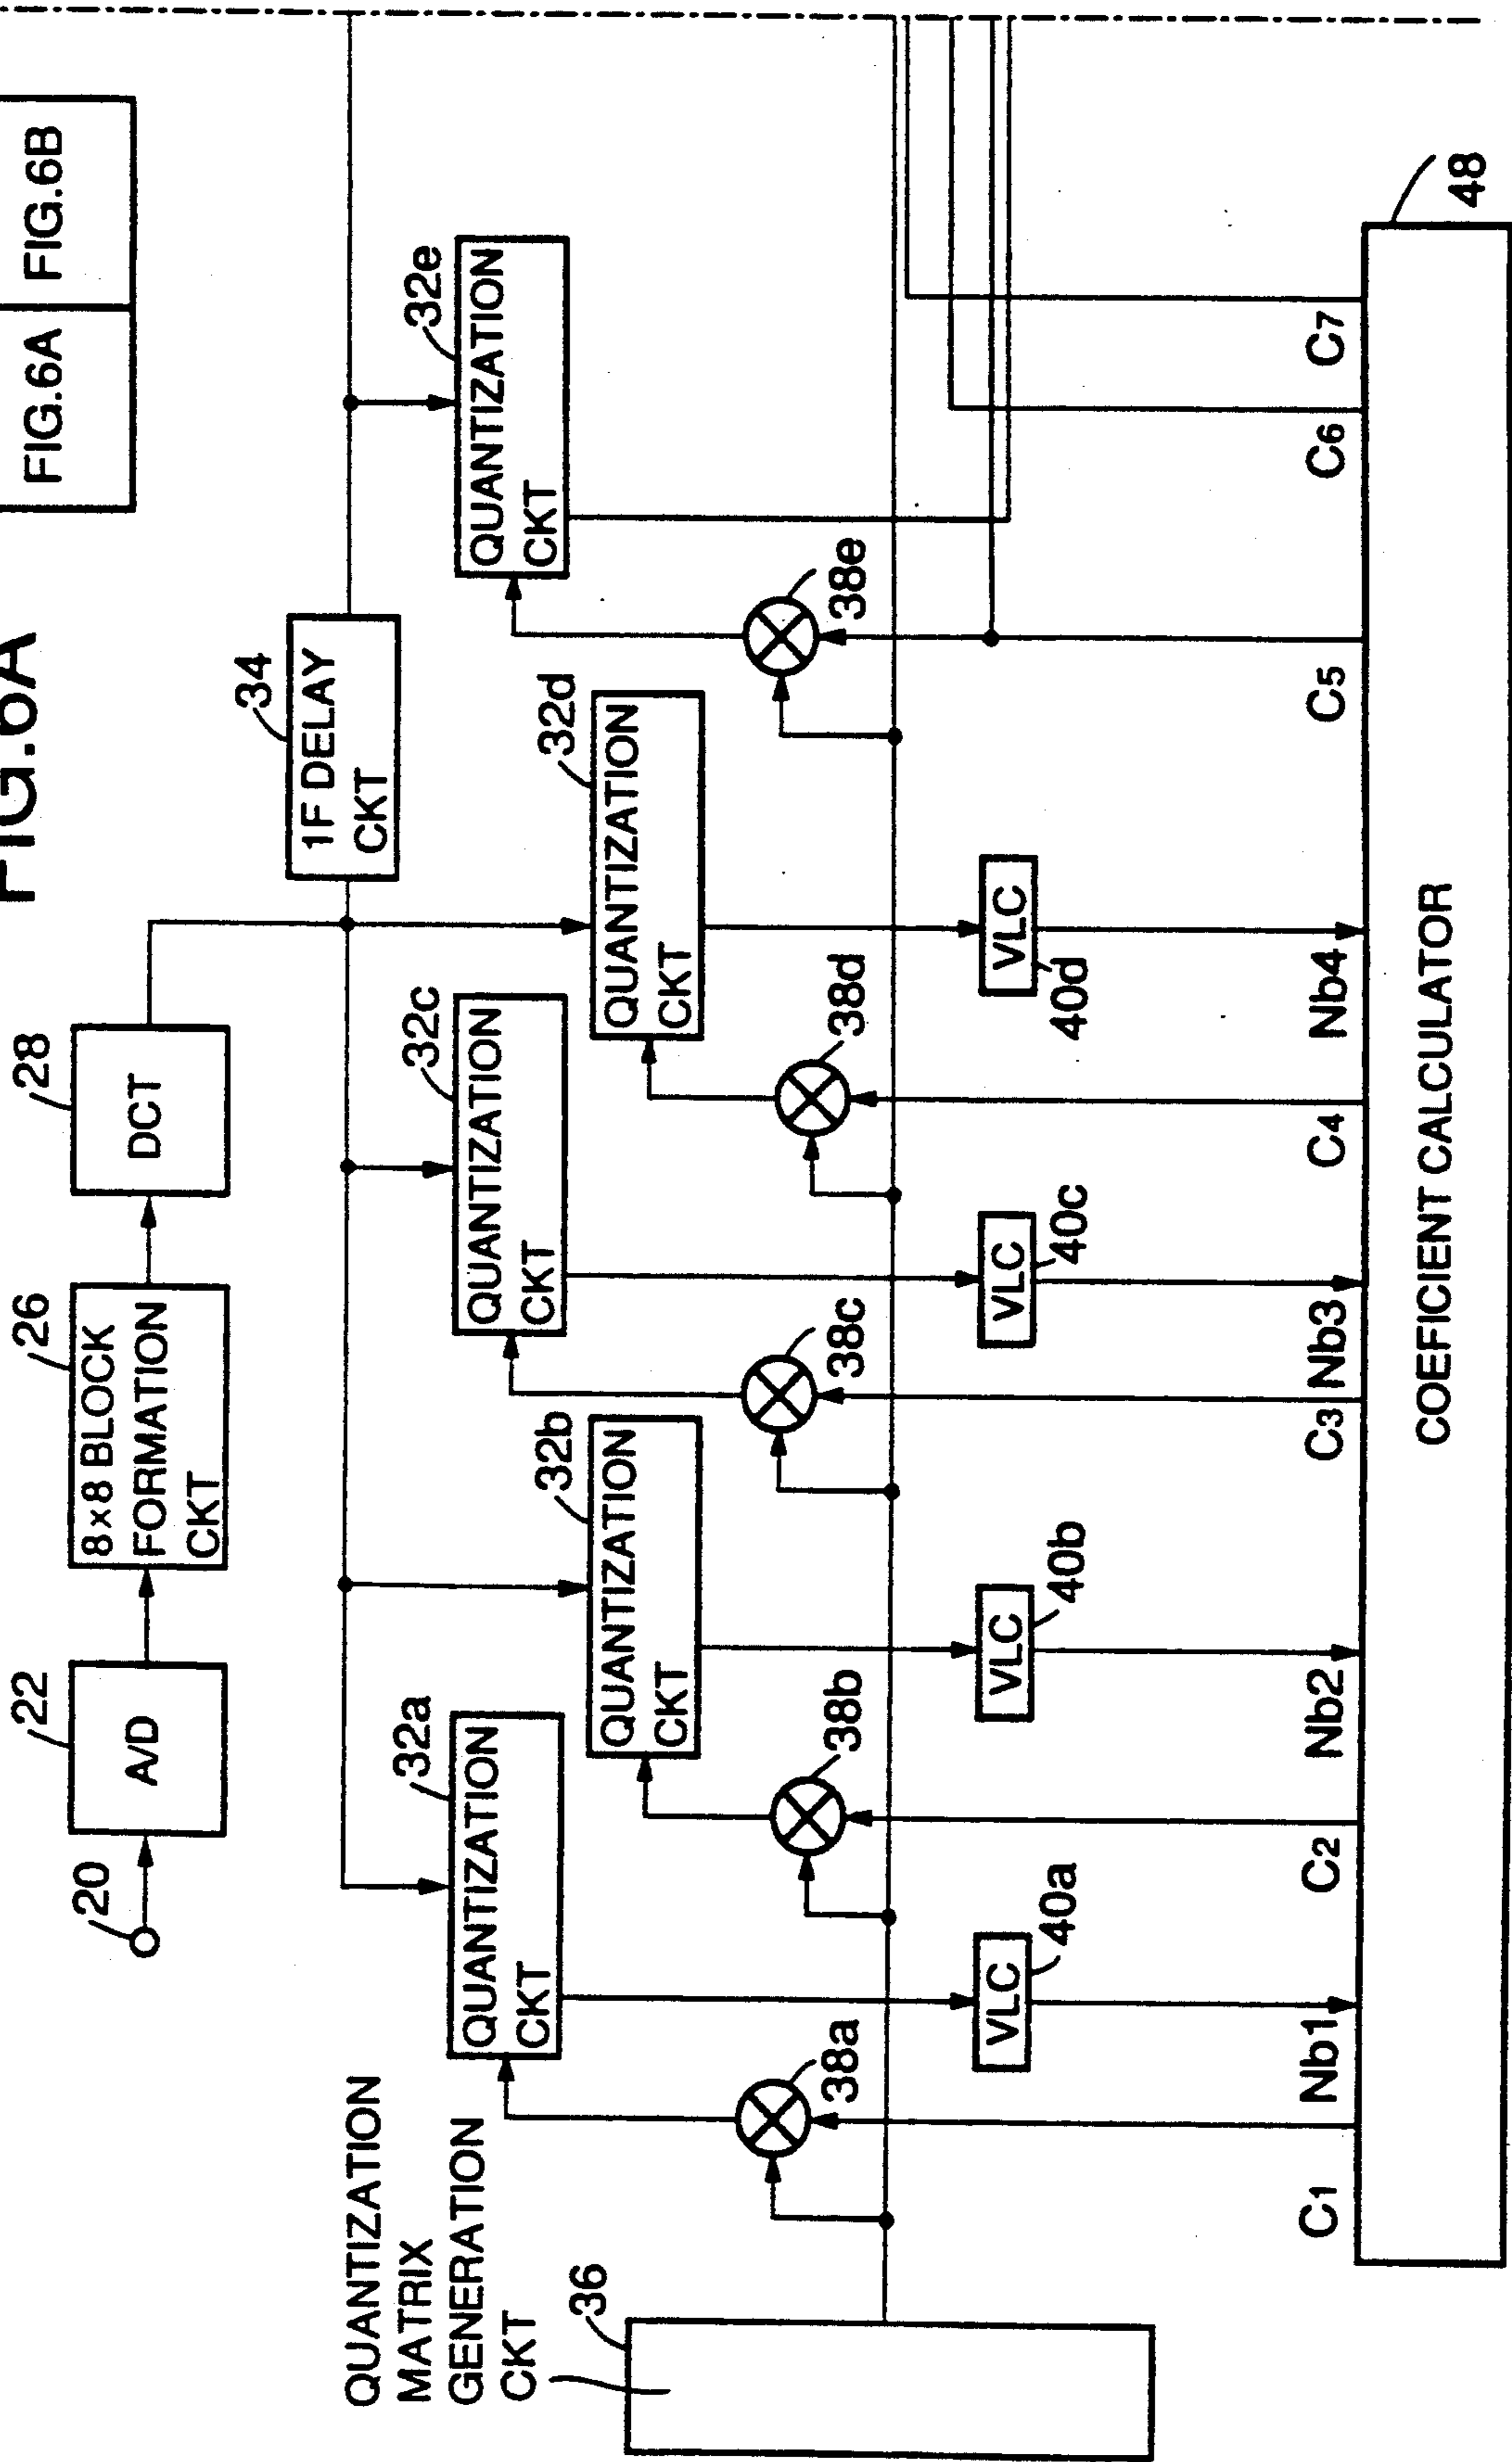 FIG.6A
FIG.6A FIG.6B
20
22
A/D
26
8×8 BLOCK
FORMATION
CKT
28
DCT
34
1F DELAY
CKT
QUANTIZATION
MATRIX
GENERATION
CKT
36
32a
QUANTIZATION
CKT
32b
QUANTIZATION
CKT
32c
QUANTIZATION
CKT
32d
QUANTIZATION
CKT
32e
QUANTIZATION
CKT
38a
38b
38c
38d
38e
VLC
40a
VLC
40b
VLC
40c
VLC
40d
C1
Nb1
C2
Nb2
C3
Nb3
C4
Nb4
C5
C6
C7
48
COEFICIENT CALCULATOR